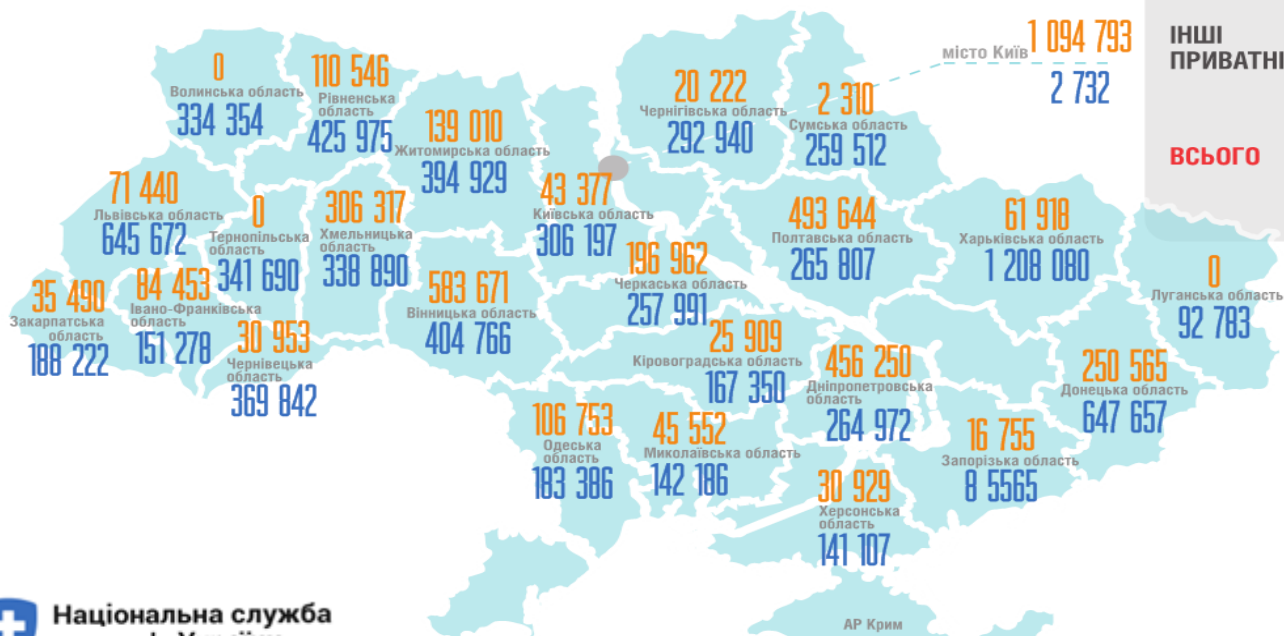 1 094 793
місто Київ
2 732
ІНШІ
ПРИВАТНІ
ВСЬОГО
0
Волинська область
334 354
110 546
Рівненська
область
425 975
139 010
Житомирська область
394 929
20 222
Чернігівська область
292 940
2 310
Сумська область
259 512
71 440
Львівська область
645 672
0
Тернопільська
область
341 690
306 317
Хмельницька
область
338 890
43 377
Київська область
306 197
493 644
Полтавська область
265 807
61 918
Харьківська область
1 208 080
196 962
Черкаська область
257 991
0
Луганська область
92 783
35 490
Закарпатська
область
188 222
84 453
Івано-Франківська
область
151 278
583 671
Вінницька область
404 766
30 953
Чернівецька
область
369 842
25 909
Кіровоградська область
167 350
456 250
Дніпропетровська
область
264 972
250 565
Донецька область
647 657
106 753
Одеська
область
183 386
45 552
Миколаївська область
142 186
16 755
Запорізька область
8 5565
30 929
Херсонська
область
141 107
Національна служба
АР Крим